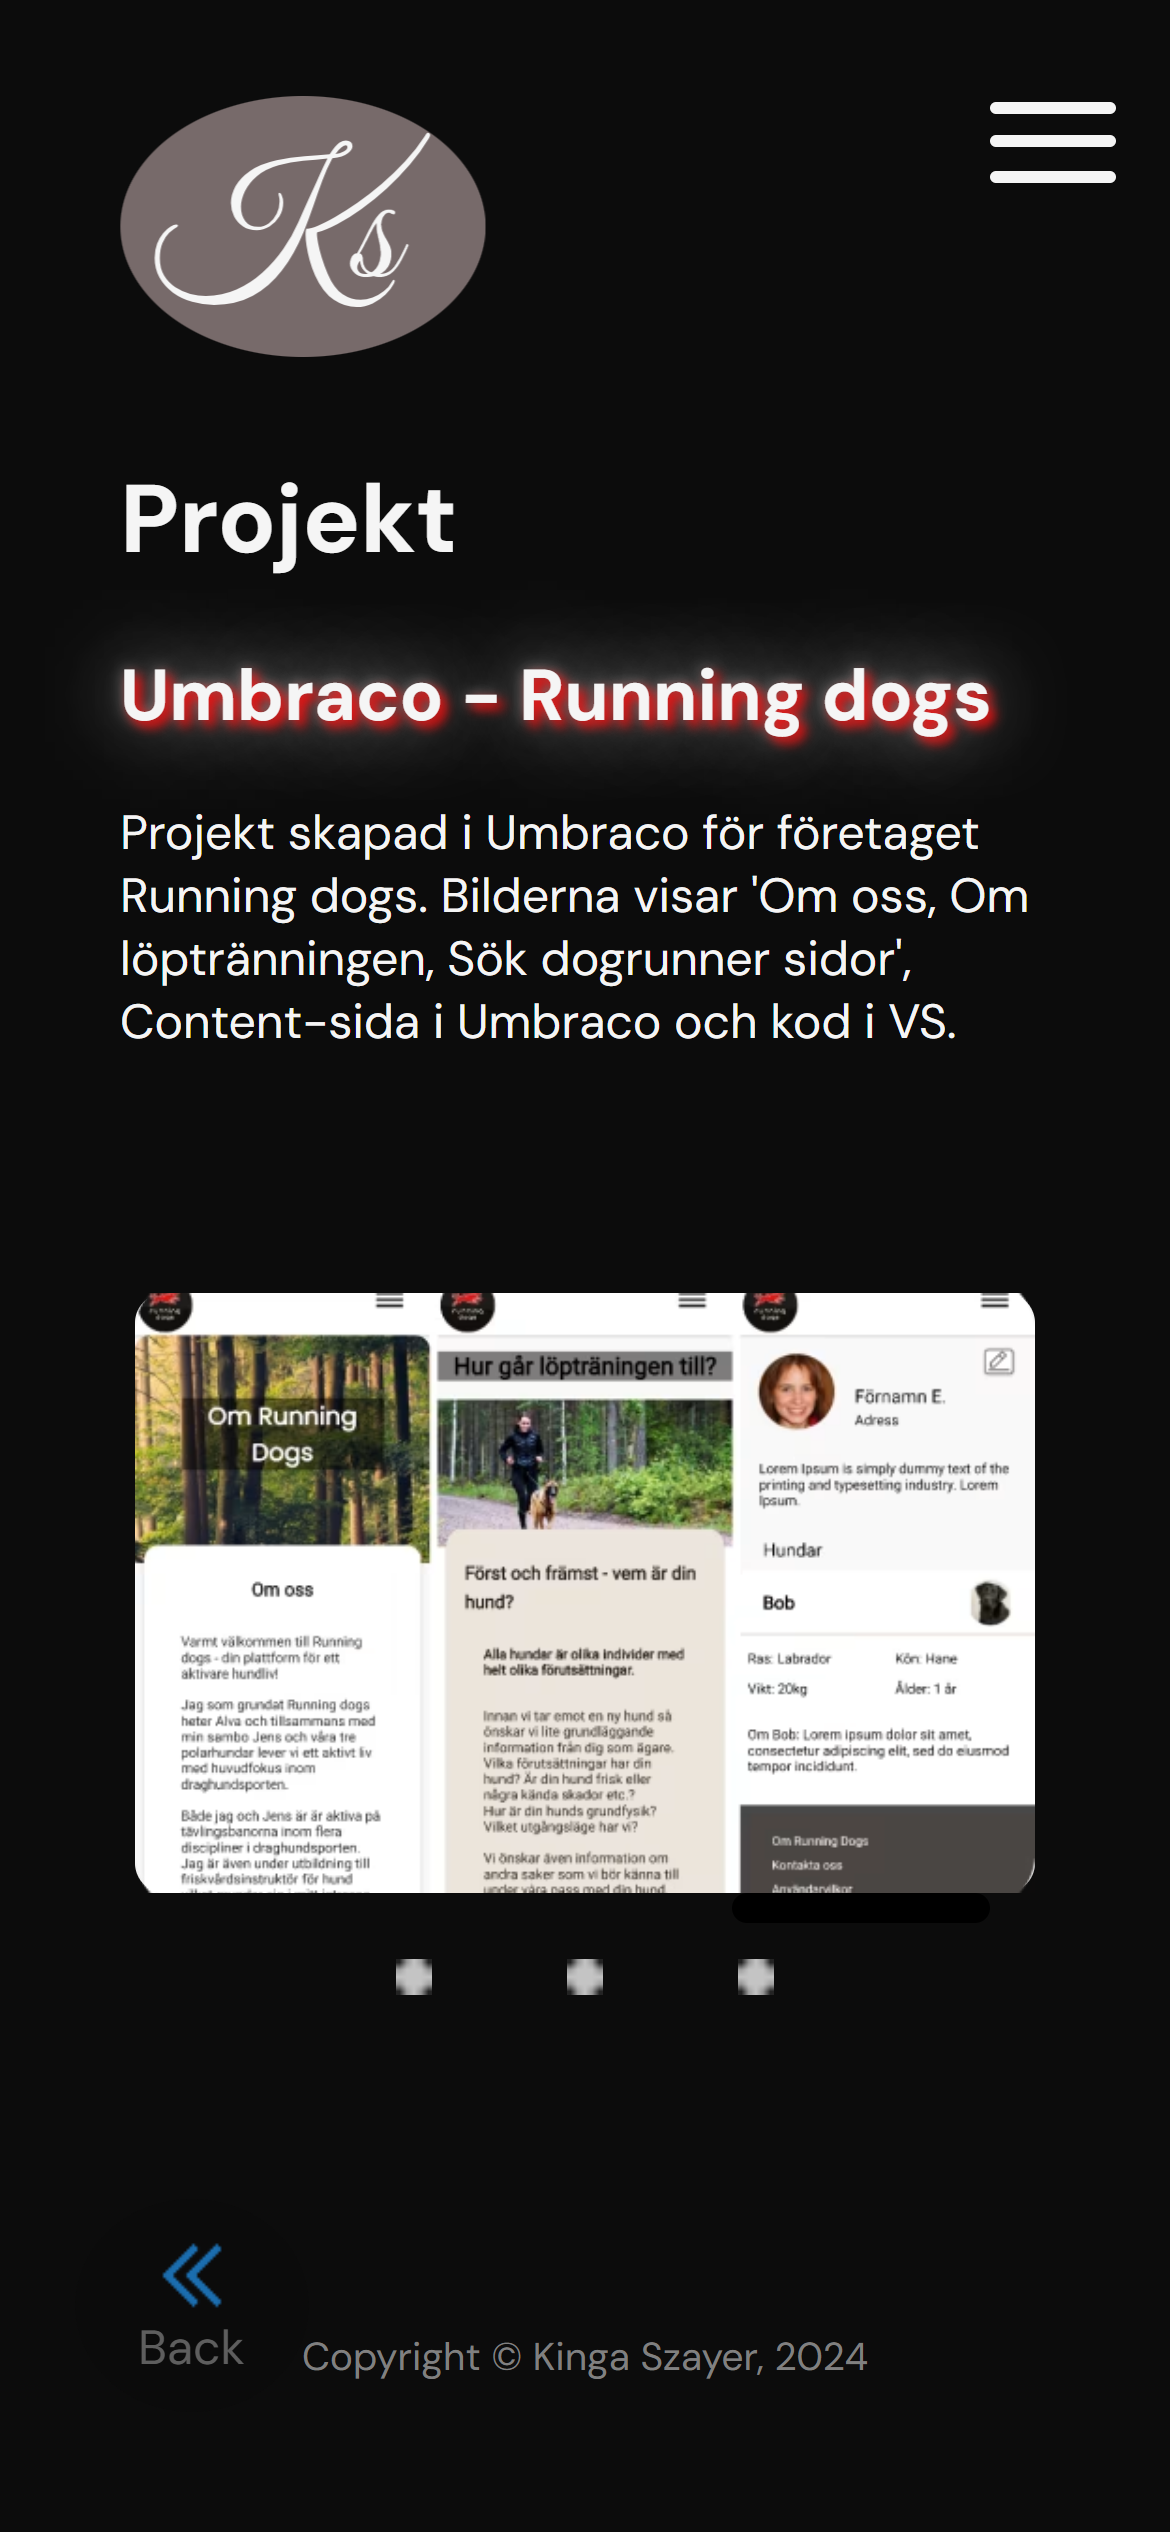 Ks
Projekt
Umbraco - Running dogs
Projekt skapad i Umbraco för företaget
Running dogs. Bilderna visar 'Om oss, Om
löptränningen, Sök dogrunner sidor',
Content-sida i Umbraco och kod i VS.
running
dogs
Om Running
Dogs
Om oss
Varmt välkommen till Running
dogs - din plattform för ett
aktivare hundliv!
Jag som grundat Running dogs
heter Alva och tillsammans med
min sambo Jens och våra tre
polarhundar lever vi ett aktivt liv
med huvudfokus inom
draghundsporten.
Både jag och Jens är är aktiva på
tävlingsbanorna inom flera
discipliner i draghundsporten.
Jag är även under utbildning till
friskvårdsinstruktör för hund
running
dogs
Hur går löpträningen till?
Först och främst - vem är din
hund?
Alla hundar är olika individer med
helt olika förutsättningar.
Innan vi tar emot en ny hund så
önskar vi lite grundläggande
information från dig som ägare.
Vilka förutsättningar har din
hund? Är din hund frisk eller
några kända skador etc.?
Hur är din hunds grundfysik?
Vilket utgångsläge har vi?
Vi önskar även information om
andra saker som vi bör känna till
under våra pass med din hund
running
dogs
Förnamn E.
Adress
Lorem Ipsum is simply dummy text of the
printing and typesetting industry. Lorem
Ipsum.
Hundar
Bob
Ras: Labrador Kön: Hane
Vikt: 20kg Ålder: 1 år
Om Bob: Lorem ipsum dolor sit amet,
consectetur adipiscing elit, sed do eiusmod
tempor incididunt.
Om Running Dogs
Kontakta oss
Användarvilkor
Back
Copyright © Kinga Szayer, 2024